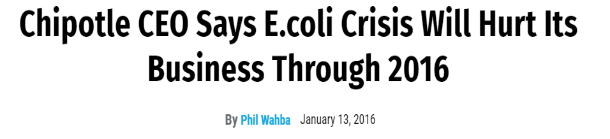 Chipotle CEO Says E.coli Crisis Will Hurt Its
Business Through 2016
By Phil Wahba January 13, 2016